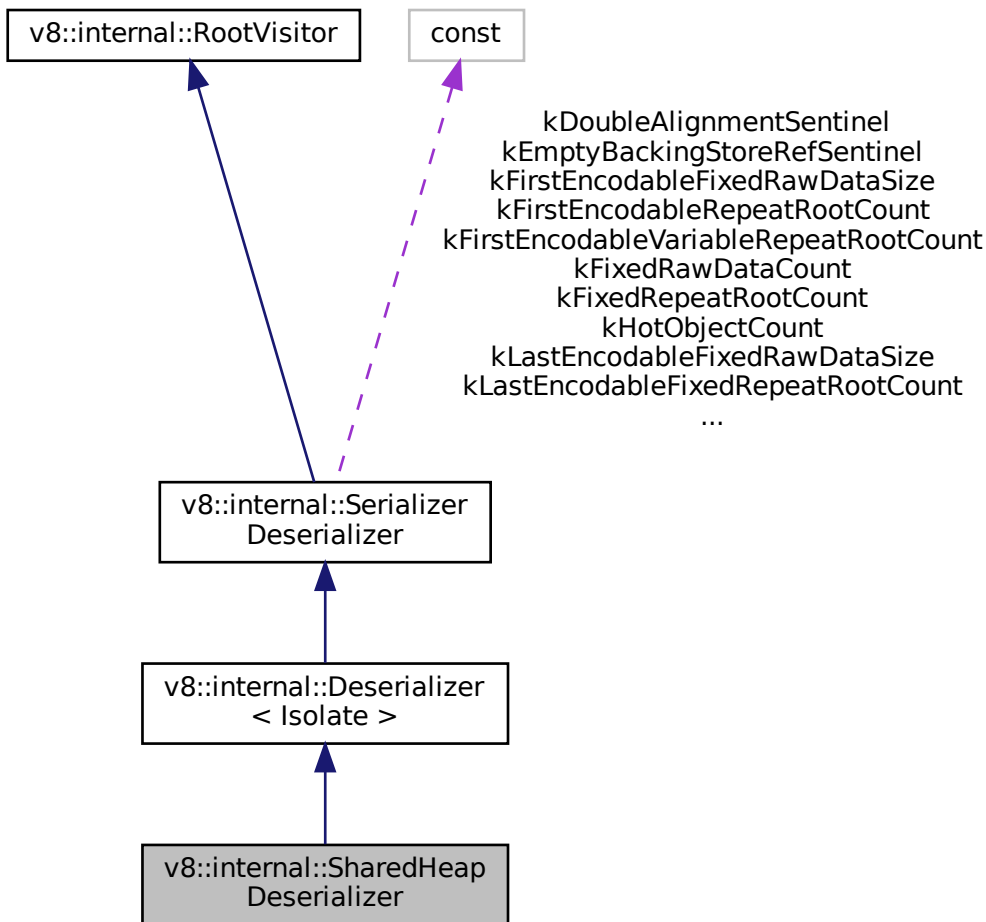 v8::internal::RootVisitor
const
kDoubleAlignmentSentinel
kEmptyBackingStoreRefSentinel
kFirstEncodableFixedRawDataSize
kFirstEncodableRepeatRootCount
kFirstEncodableVariableRepeatRootCount
kFixedRawDataCount
kFixedRepeatRootCount
kHotObjectCount
kLastEncodableFixedRawDataSize
kLastEncodableFixedRepeatRootCount
...
v8::internal::Serializer
Deserializer
v8::internal::Deserializer
< Isolate >
v8::internal::SharedHeap
Deserializer